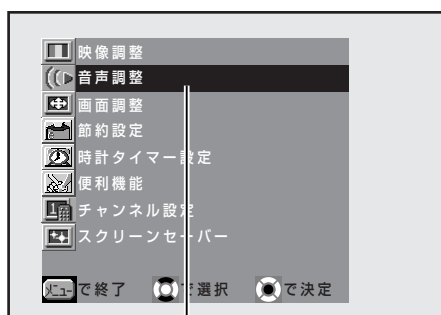 映像調整
音声調整
画面調整
節約設定
時計タイマー設定
便利機能
チャンネル設定
スクリーンセーバー
メニューで終了 で選択 で決定